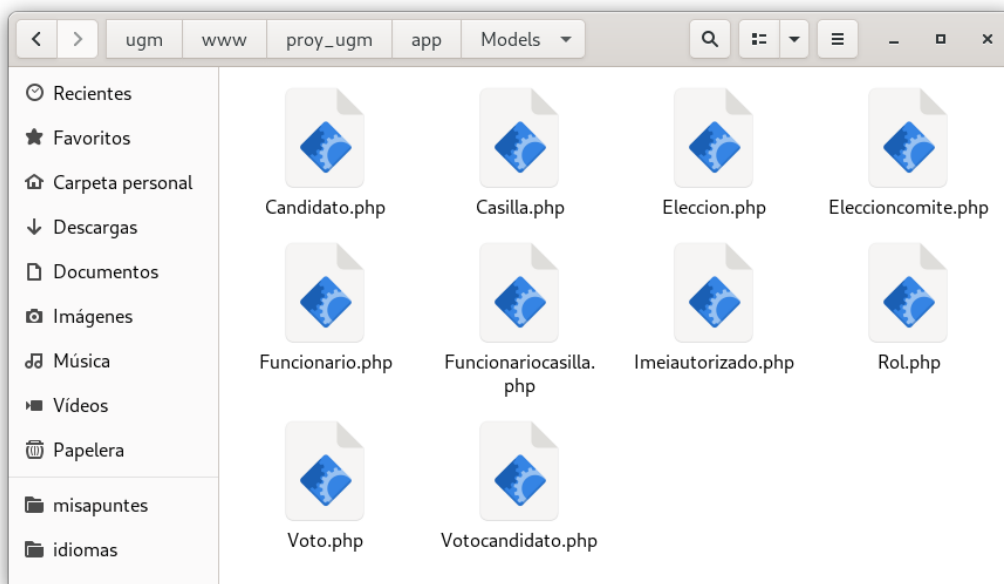 ugm www proy_ugm app Models
Recientes
Favoritos
Carpeta personal
Descargas
Documentos
Imágenes
Música
Vídeos
Papelera
misapuntes
idiomas
Candidato.php Casilla.php Eleccion.php Eleccioncomite.php
Funcionario.php Funcionariocasilla. Imeiautorizado.php Rol.php
php
Voto.php Votocandidato.php